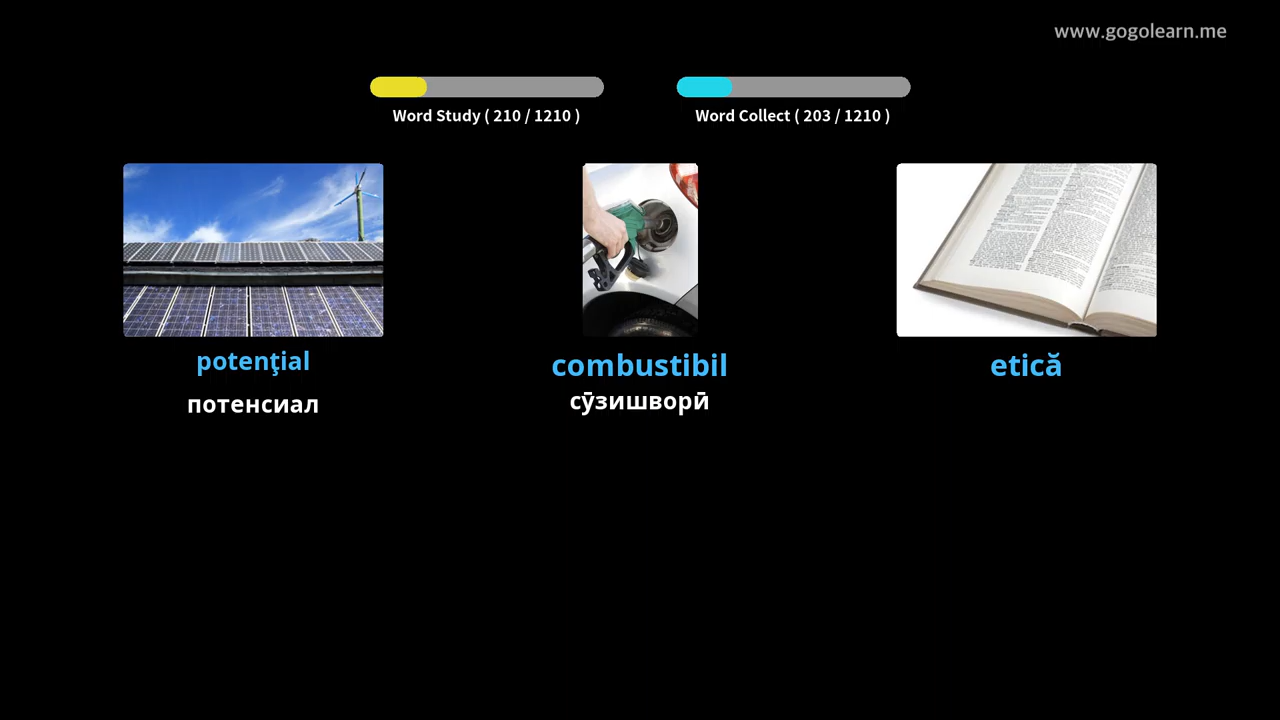 www.gogolearn.me
Word Study ( 210 / 1210 )
Word Collect ( 203 / 1210 )
potenţial
combustibil
etică
потенсиал
сӯзишворӣ